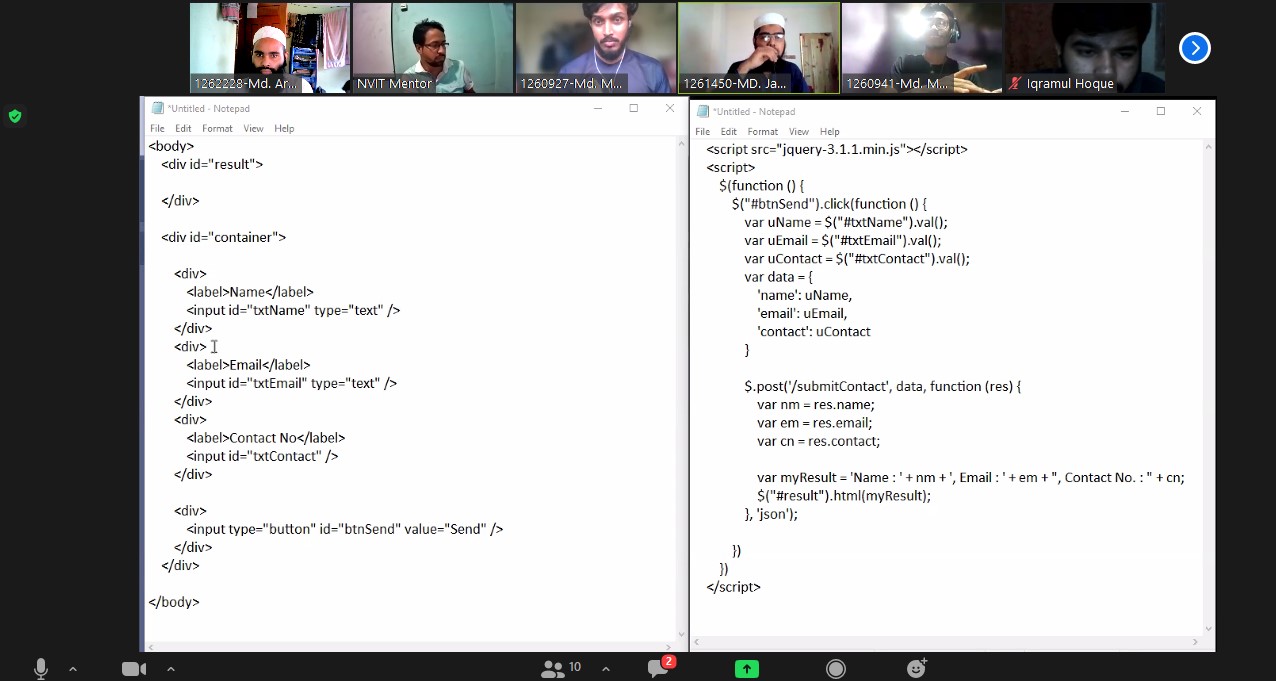 1262228-Md. Ar...
NVIT Mentor
1260927-Md. M...
1261450-MD. Ja...
1260941-Md. M...
Iqramul Hoque
*Untitled - Notepad
File Edit Format View Help
<body>
<div id="result">
</div>
<div id="container">
<div>
<label>Name</label>
<input id="txtName" type="text" />
</div>
<div>
<label>Email</label>
<input id="txtEmail" type="text" />
</div>
<div>
<label>Contact No</label>
<input id="txtContact" />
</div>
<div>
<input type="button" id="btnSend" value="Send" />
</div>
</div>
</body>
*Untitled - Notepad
File Edit Format View Help
<script src="jquery-3.1.1.min.js"></script>
<script>
$(function () {
$("#btnSend").click(function () {
var uName = $("#txtName").val();
var uEmail = $("#txtEmail").val();
var uContact = $("#txtContact").val();
var data = {
'name': uName,
'email': uEmail,
'contact': uContact
}
$.post('/submitContact', data, function (res) {
var nm = res.name;
var em = res.email;
var cn = res.contact;
var myResult = 'Name : ' + nm + ', Email : ' + em + ", Contact No. : " + cn;
$("#result").html(myResult);
}, 'json');
})
})
</script>
10
2